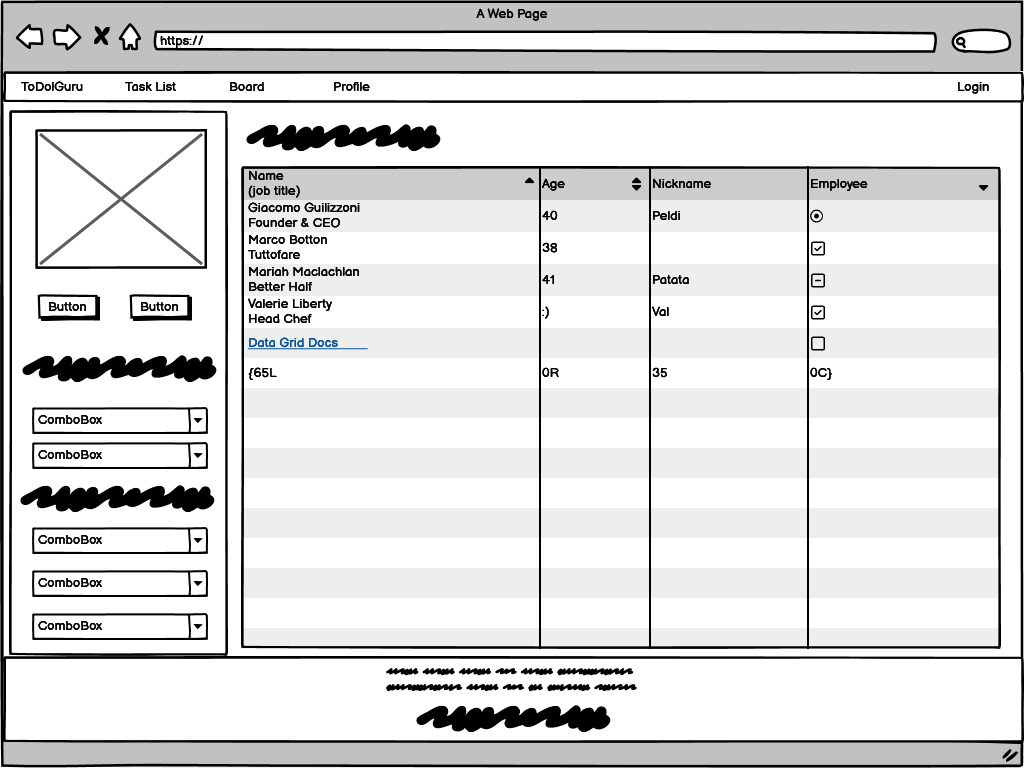 A Web Page
https://
ToDolGuru Task List Board Profile Login
Button Button
ComboBox
ComboBox
ComboBox
ComboBox
ComboBox
Name
(job title)
Age
Nickname
Employee
Giacomo Guilizzoni
Founder & CEO
40
Peldi
Marco Botton
Tuttofare
38
Mariah Maclachlan
Better Half
41
Patata
Valerie Liberty
Head Chef
:)
Val
Data Grid Docs
{65L 0R 35 0C}